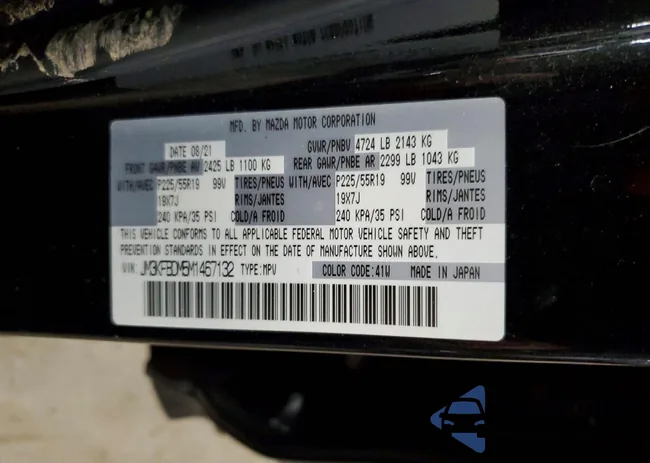 MFD. BY MAZDA MOTOR CORPORATION
DATE 08/21 GVWR/PNBV 4724 LB 2143 KG
FRONT GAWR/PNBE AV 2425 LB 1100 KG REAR GAWR/PNBE AR 2299 LB 1043 KG
WITH/AVEC P225/55R19 99V TIRES/PNEUS WITH/AVEC P225/55R19 99V TIRES/PNEUS
19X7J RIMS/JANTES 19X7J RIMS/JANTES
240 KPA/35 PSI COLD/A FROID 240 KPA/35 PSI COLD/A FROID
THIS VEHICLE CONFORMS TO ALL APPLICABLE FEDERAL MOTOR VEHICLE SAFETY AND THEFT
PREVENTION STANDARDS IN EFFECT ON THE DATE OF MANUFACTURE SHOWN ABOVE.
VIN: JM3KFBDM5M1467132 TYPE:MPV COLOR CODE:41W MADE IN JAPAN